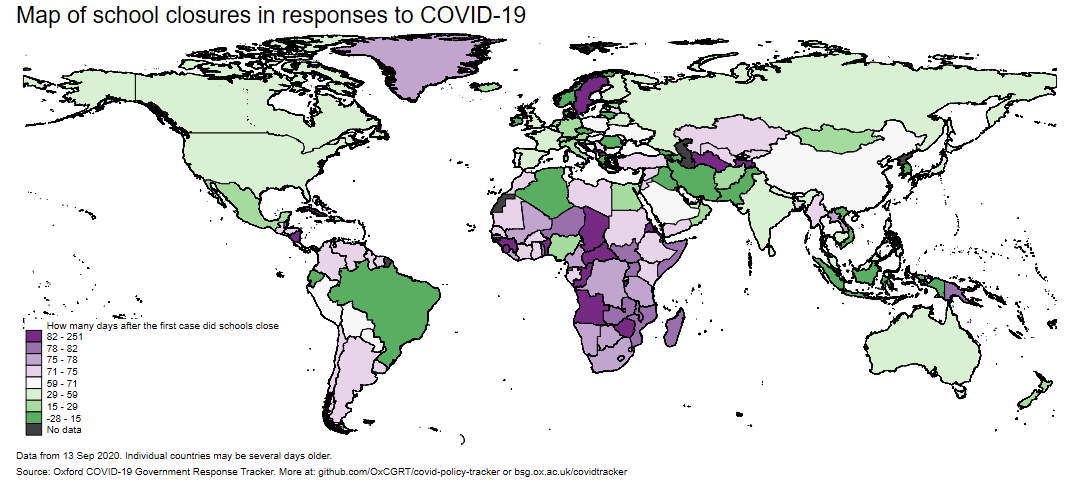 Map of school closures in responses to COVID-19
How many days after the first case did schools close
82 - 251
78 - 82
75 - 78
71 - 75
59 - 71
29 - 59
15 - 29
-28 - 15
No data
Data from 13 Sep 2020. Individual countries may be several days older.
Source: Oxford COVID-19 Government Response Tracker. More at: github.com/OxCGRT/covid-policy-tracker or bsg.ox.ac.uk/covidtracker